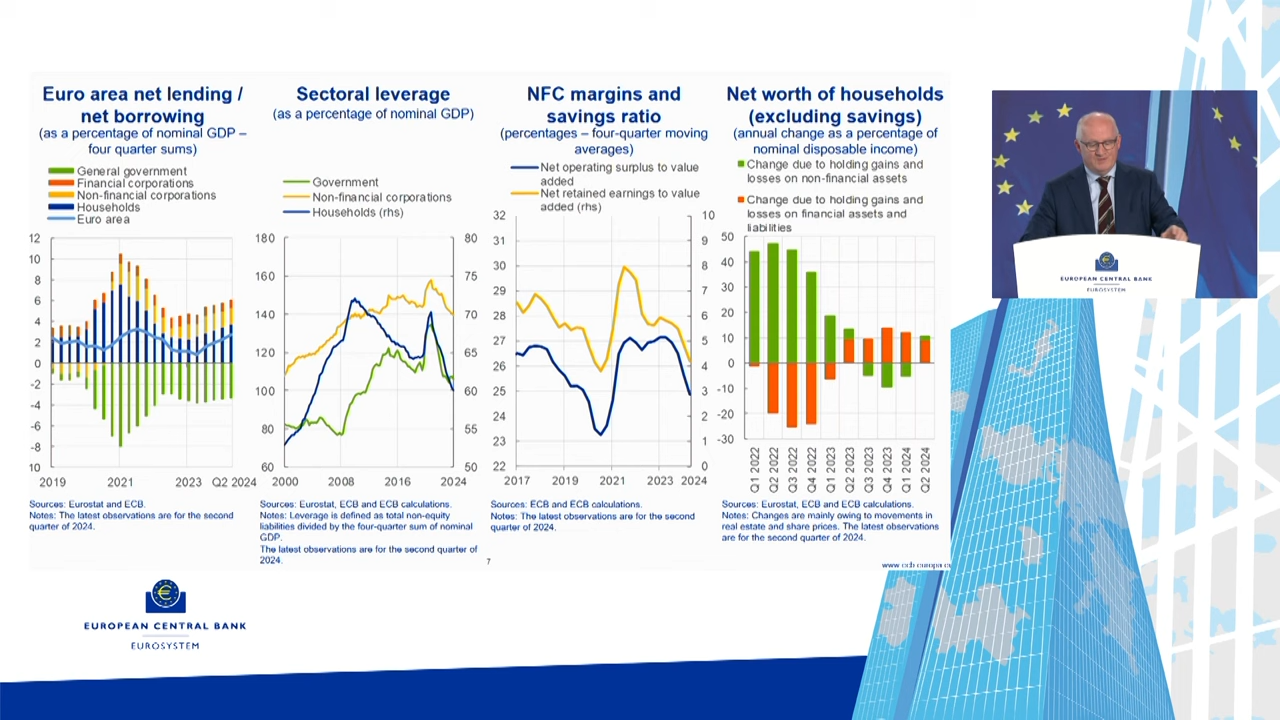 Euro area net lending /
net borrowing
(as a percentage of nominal GDP –
four quarter sums)
General government
Financial corporations
Non-financial corporations
Households
Euro area
12
10
8
6
4
2
0
-2
-4
-6
-8
10
2019
2021
2023
Q2 2024
Sources: Eurostat and ECB.
Notes: The latest observations are for the second
quarter of 2024.
Sectoral leverage
(as a percentage of nominal GDP)
Government
Non-financial corporations
Households (rhs)
180
160
140
120
100
80
60
80
75
70
65
60
55
50
2000
2008
2016
2024
Sources: Eurostat, ECB and ECB calculations.
Notes: Leverage is defined as total non-equity
liabilities divided by the four-quarter sum of nominal
GDP.
The latest observations are for the second quarter of
2024.
NFC margins and
savings ratio
(percentages – four-quarter moving
averages)
Net operating surplus to value
added
Net retained earnings to value
added (rhs)
32
31
30
29
28
27
26
25
24
23
22
10
9
8
7
6
5
4
3
2
1
0
2017
2019
2021
2023
2024
Sources: ECB and ECB calculations.
Notes: The latest observations are for the second
quarter of 2024.
7
Net worth of households
(excluding savings)
(annual change as a percentage of
nominal disposable income)
Change due to holding gains and
losses on non-financial assets
Change due to holding gains and
losses on financial assets and
liabilities
50
40
30
20
10
0
-10
-20
-30
Q1 2022
Q2 2022
Q3 2022
Q4 2022
Q1 2023
Q2 2023
Q3 2023
Q4 2023
Q1 2024
Q2 2024
Sources: Eurostat, ECB and ECB calculations.
Notes: Changes are mainly owing to movements in
real estate and share prices. The latest observations
are for the second quarter of 2024.
www.ecb.europa.eu
EUROPEAN CENTRAL BANK
EUROSYSTEM
EUROPEAN CENTRAL BANK
EUROSYSTEM